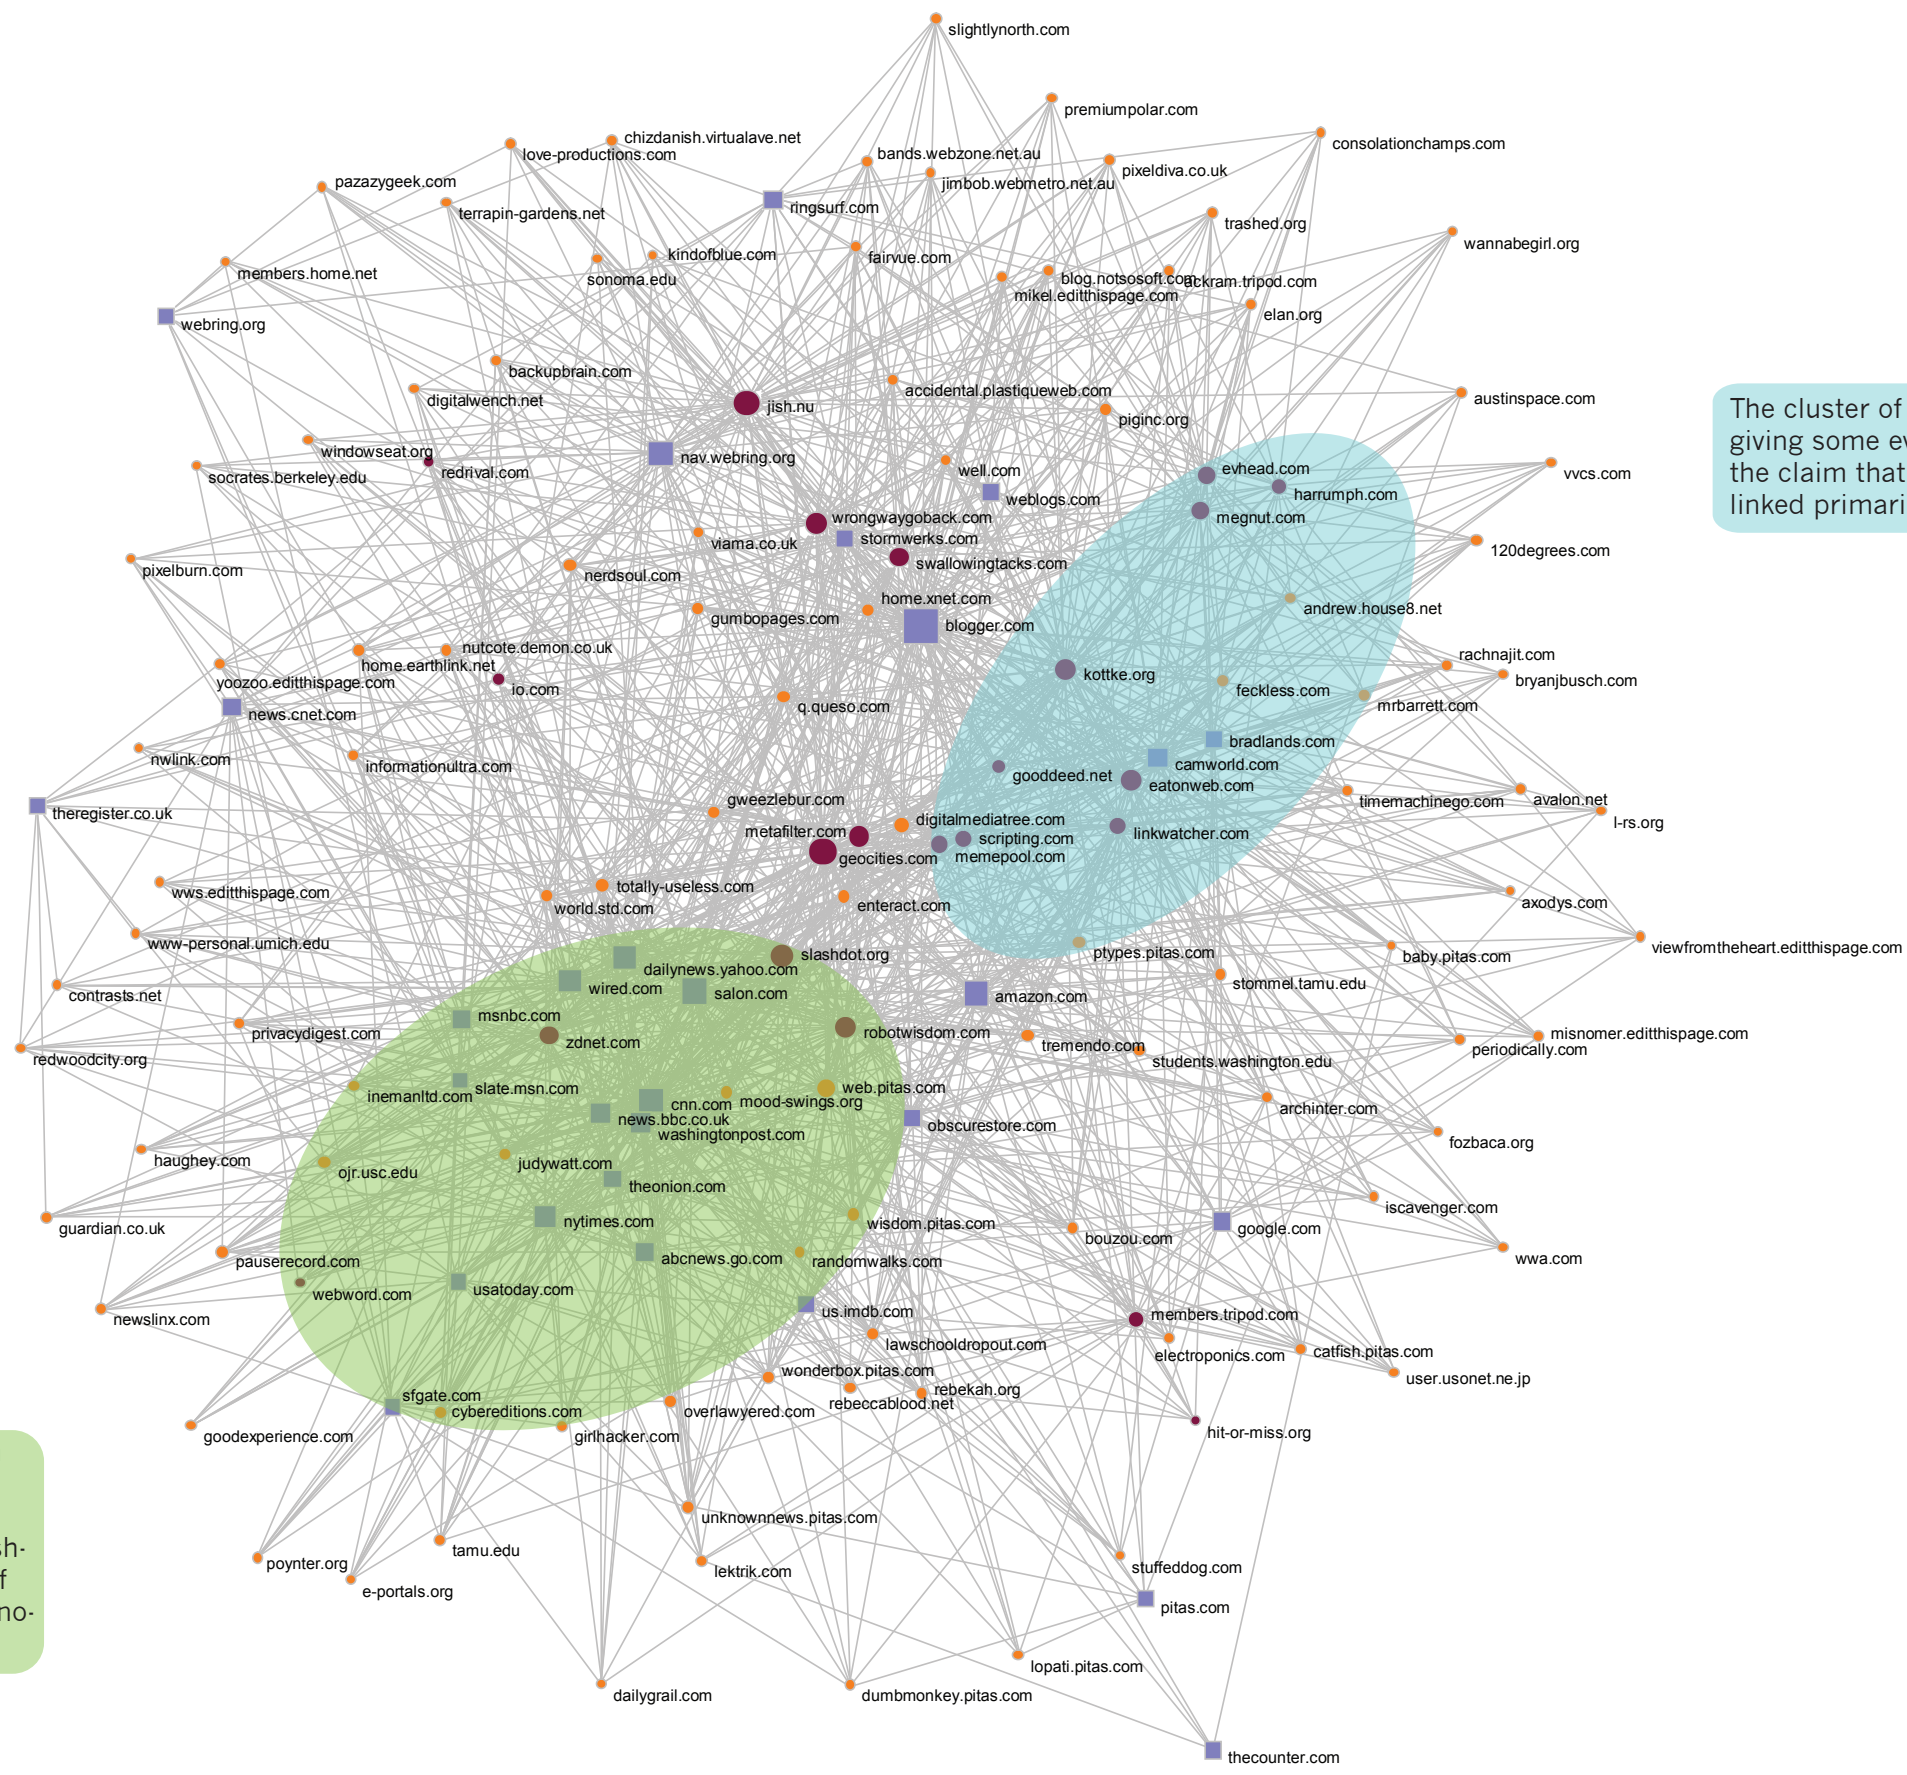 slightlynorth.com
premiumpolar.com
chizdanish.virtualave.net
consolationchamps.com
love-productions.com
bands.webzone.net.au
pixeldiva.co.uk
pazazygeek.com
jimbob.webmetro.net.au
terrapin-gardens.net
ringsurf.com
trashed.org
wannabegirl.org
kindofblue.com
fairvue.com
members.home.net
sonoma.edu
blog.notsosoft.com
ackram.tripod.com
mikel.editthispage.com
elan.org
webring.org
backupbrain.com
accidental.plastiqueweb.com
austinspace.com
digitalwench.net
jish.nu
piginc.org
The cluster of
giving some ev
the claim that
linked primari
windowseat.org
nav.webring.org
well.com
evhead.com
redrival.com
vvcs.com
socrates.berkeley.edu
weblogs.com
harrumph.com
wrongwaygoback.com
megnut.com
viama.co.uk
stormwerks.com
120degrees.com
pixelburn.com
nerdsoul.com
swallowingtacks.com
home.xnet.com
andrew.house8.net
gumbopages.com
blogger.com
nutcote.demon.co.uk
home.earthlink.net
rachnajit.com
yoozoo.editthispage.com
io.com
kottke.org
bryanjbusch.com
feckless.com
news.cnet.com
q.queso.com
mrbarrett.com
bradlands.com
nwlink.com
informationultra.com
camworld.com
gooddeed.net
eatonweb.com
gweezlebur.com
timemachinego.com
avalon.net
theregister.co.uk
digitalmediatree.com
l-rs.org
metafilter.com
scripting.com
linkwatcher.com
geocities.com
memepool.com
wws.editthispage.com
totally-useless.com
world.std.com
enteract.com
axodys.com
www-personal.umich.edu
slashdot.org
ptypes.pitas.com
baby.pitas.com
viewfromtheheart.editthispage.com
dailynews.yahoo.com
wired.com
salon.com
stommel.tamu.edu
contrasts.net
amazon.com
msnbc.com
privacydigest.com
robotwisdom.com
misnomer.editthispage.com
zdnet.com
tremendo.com
periodically.com
redwoodcity.org
students.washington.edu
slate.msn.com
web.pitas.com
inemanltd.com
cnn.com
mood-swings.org
archinter.com
news.bbc.co.uk
obscurestore.com
washingtonpost.com
fozbaca.org
haughey.com
judywatt.com
ojr.usc.edu
theonion.com
iscavenger.com
guardian.co.uk
nytimes.com
wisdom.pitas.com
google.com
bouzou.com
pauserecord.com
abcnews.go.com
randomwalks.com
wwa.com
webword.com
usatoday.com
newslinx.com
us.imdb.com
members.tripod.com
lawschooldropout.com
electroponics.com
catfish.pitas.com
wonderbox.pitas.com
user.usonet.ne.jp
sfgate.com
rebekah.org
cybereditions.com
overlawyered.com
rebeccablood.net
goodexperience.com
girlhacker.com
hit-or-miss.org
unknownnews.pitas.com
sh-
f
no-
tamu.edu
poynter.org
lektrik.com
stuffeddog.com
e-portals.org
pitas.com
lopati.pitas.com
dailygrail.com
dumbmonkey.pitas.com
thecounter.com